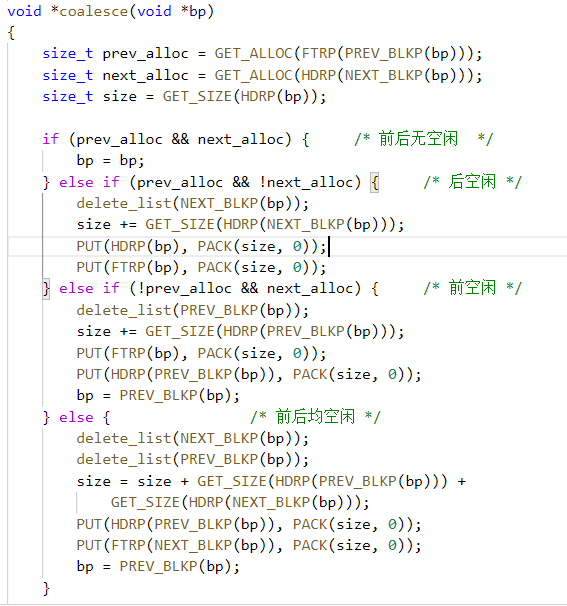 void *coalesce(void *bp)
{
    size_t prev_alloc = GET_ALLOC(FTRP(PREV_BLKP(bp)));
    size_t next_alloc = GET_ALLOC(HDRP(NEXT_BLKP(bp)));
    size_t size = GET_SIZE(HDRP(bp));

    if (prev_alloc && next_alloc) {     /* 前后无空闲  */
        bp = bp;
    } else if (prev_alloc && !next_alloc) {     /* 后空闲 */
        delete_list(NEXT_BLKP(bp));
        size += GET_SIZE(HDRP(NEXT_BLKP(bp)));
        PUT(HDRP(bp), PACK(size, 0));
        PUT(FTRP(bp), PACK(size, 0));
    } else if (!prev_alloc && next_alloc) {     /* 前空闲 */
        delete_list(PREV_BLKP(bp));
        size += GET_SIZE(HDRP(PREV_BLKP(bp)));
        PUT(FTRP(bp), PACK(size, 0));
        PUT(HDRP(PREV_BLKP(bp)), PACK(size, 0));
        bp = PREV_BLKP(bp);
    } else {                /* 前后均空闲 */
        delete_list(NEXT_BLKP(bp));
        delete_list(PREV_BLKP(bp));
        size = size + GET_SIZE(HDRP(PREV_BLKP(bp))) +
            GET_SIZE(HDRP(NEXT_BLKP(bp)));
        PUT(HDRP(PREV_BLKP(bp)), PACK(size, 0));
        PUT(FTRP(NEXT_BLKP(bp)), PACK(size, 0));
        bp = PREV_BLKP(bp);
    }